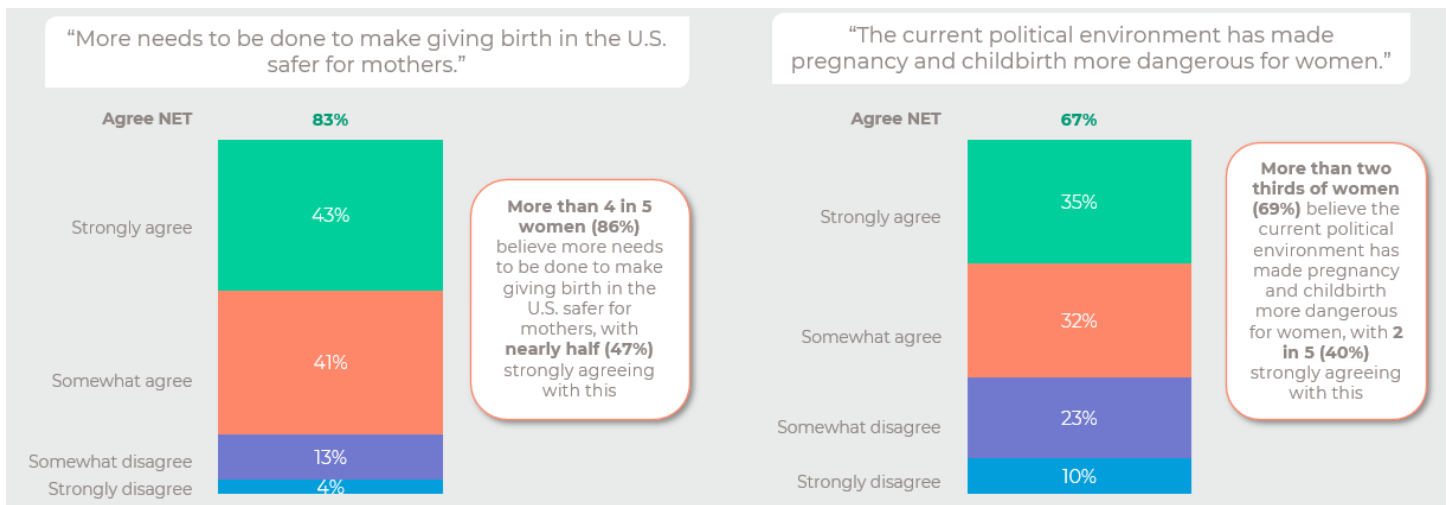 “More needs to be done to make giving birth in the U.S.
safer for mothers.”
Agree NET
83%
Strongly agree
43%
Somewhat agree
41%
Somewhat disagree
13%
Strongly disagree
4%
More than 4 in 5
women (86%)
believe more needs
to be done to make
giving birth in the
U.S. safer for
mothers, with
nearly half (47%)
strongly agreeing
with this
“The current political environment has made
pregnancy and childbirth more dangerous for women.”
Agree NET
67%
Strongly agree
35%
Somewhat agree
32%
Somewhat disagree
23%
Strongly disagree
10%
More than two
thirds of women
(69%) believe the
current political
environment has
made pregnancy
and childbirth
more dangerous
for women, with 2
in 5 (40%)
strongly agreeing
with this